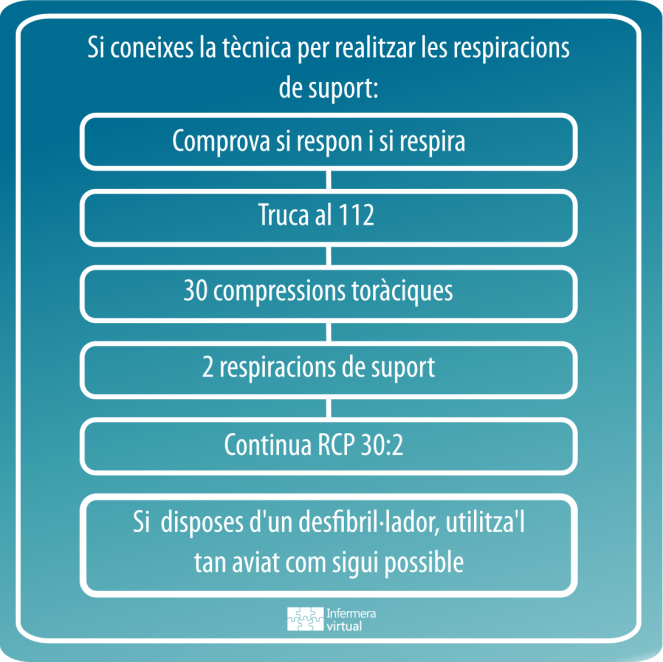 Si coneixes la tècnica per realitzar les respiracions
de suport:
Comprova si respon i si respira
Truca al 112
30 compressions toràciques
2 respiracions de suport
Continua RCP 30:2
Si disposes d'un desfibril·lador, utilitza'l
tan aviat com sigui possible
Infermera
virtual